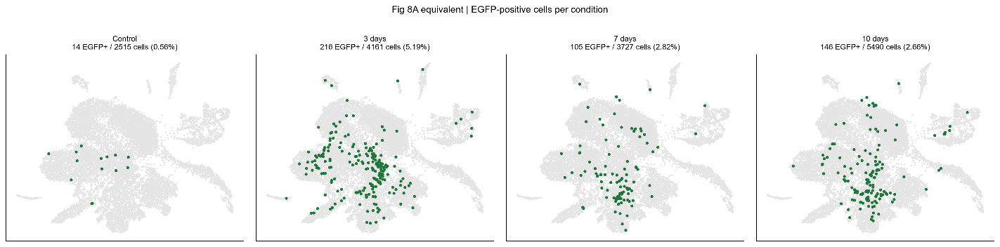 Fig 8A equivalent | EGFP-positive cells per condition
Control
14 EGFP+ / 2515 cells (0.56%)
3 days
216 EGFP+ / 4161 cells (5.19%)
7 days
105 EGFP+ / 3727 cells (2.82%)
10 days
146 EGFP+ / 5490 cells (2.66%)